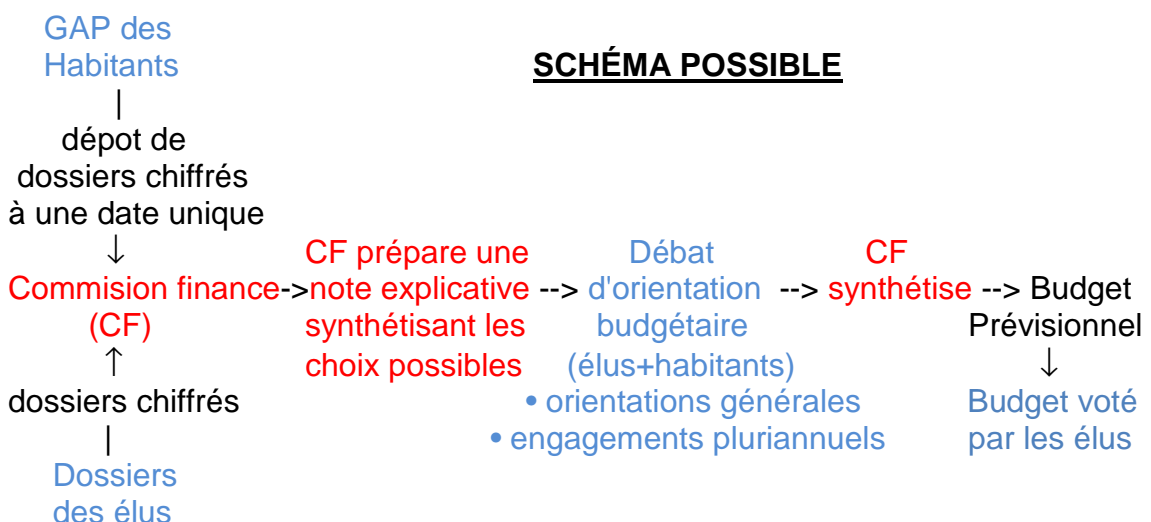 GAP des
Habitants
SCHÉMA POSSIBLE
|
dépot de
dossiers chiffrés
à une date unique
↓
Commision finance->
(CF)
↑
dossiers chiffrés
|
Dossiers
des élus
CF prépare une
note explicative -->
synthétisant les
choix possibles
Débat
d'orientation -->
budgétaire
(élus+habitants)
• orientations générales
• engagements pluriannuels
CF
synthétise -->
Budget
Prévisionnel
↓
Budget voté
par les élus